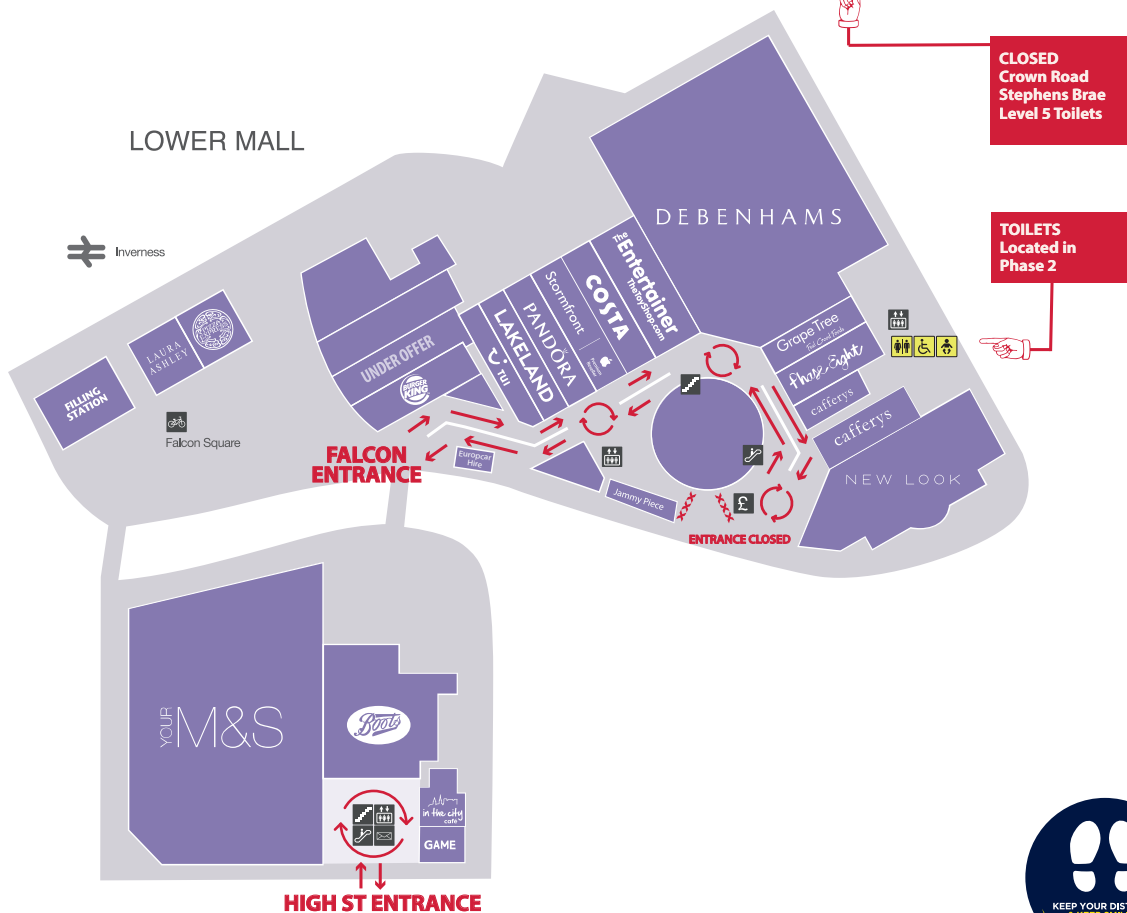 CLOSED
Crown Road
Stephens Brae
Level 5 Toilets
LOWER MALL
DEBENHAMS
TOILETS
Located in
Phase 2
Inverness
The
Entertainer
TheToyShop.com
COSTA
Stormfront
PANDORA
LAKELAND
TUI
UNDER OFFER
BURGER
KING
LAURA
ASHLEY
FILLING
STATION
Falcon Square
Grape Tree
Phase Eight
cafferys
cafferys
NEW LOOK
FALCON
ENTRANCE
Europcar
Hire
Jammy Piece
£
ENTRANCE CLOSED
YOUR
M&S
Boots
in the city
café
GAME
HIGH ST ENTRANCE
KEEP YOUR DIS